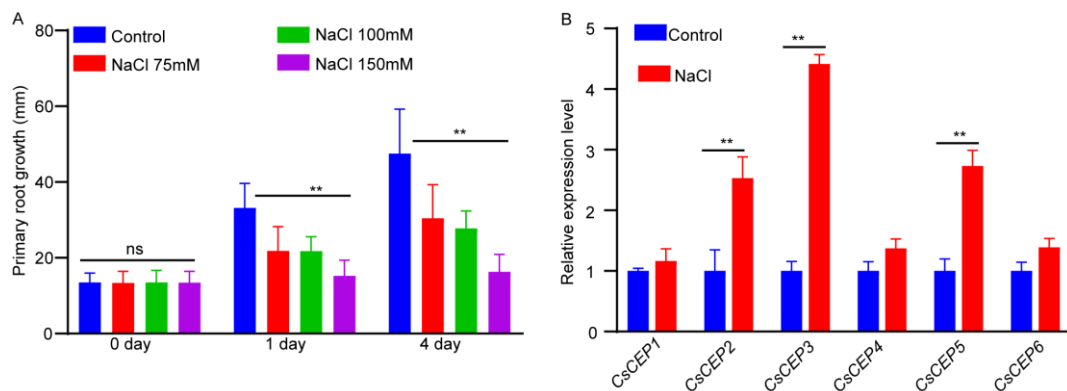 A
Control
NaCl 75mM
NaCl 100mM
NaCl 150mM
Primary root growth (mm)
80
60
40
20
0
ns
**
**
0 day
1 day
4 day
B
Control
NaCl
Relative expression level
5
4
3
2
1
0
**
**
**
CsCEP1
CsCEP2
CsCEP3
CsCEP4
CsCEP5
CsCEP6